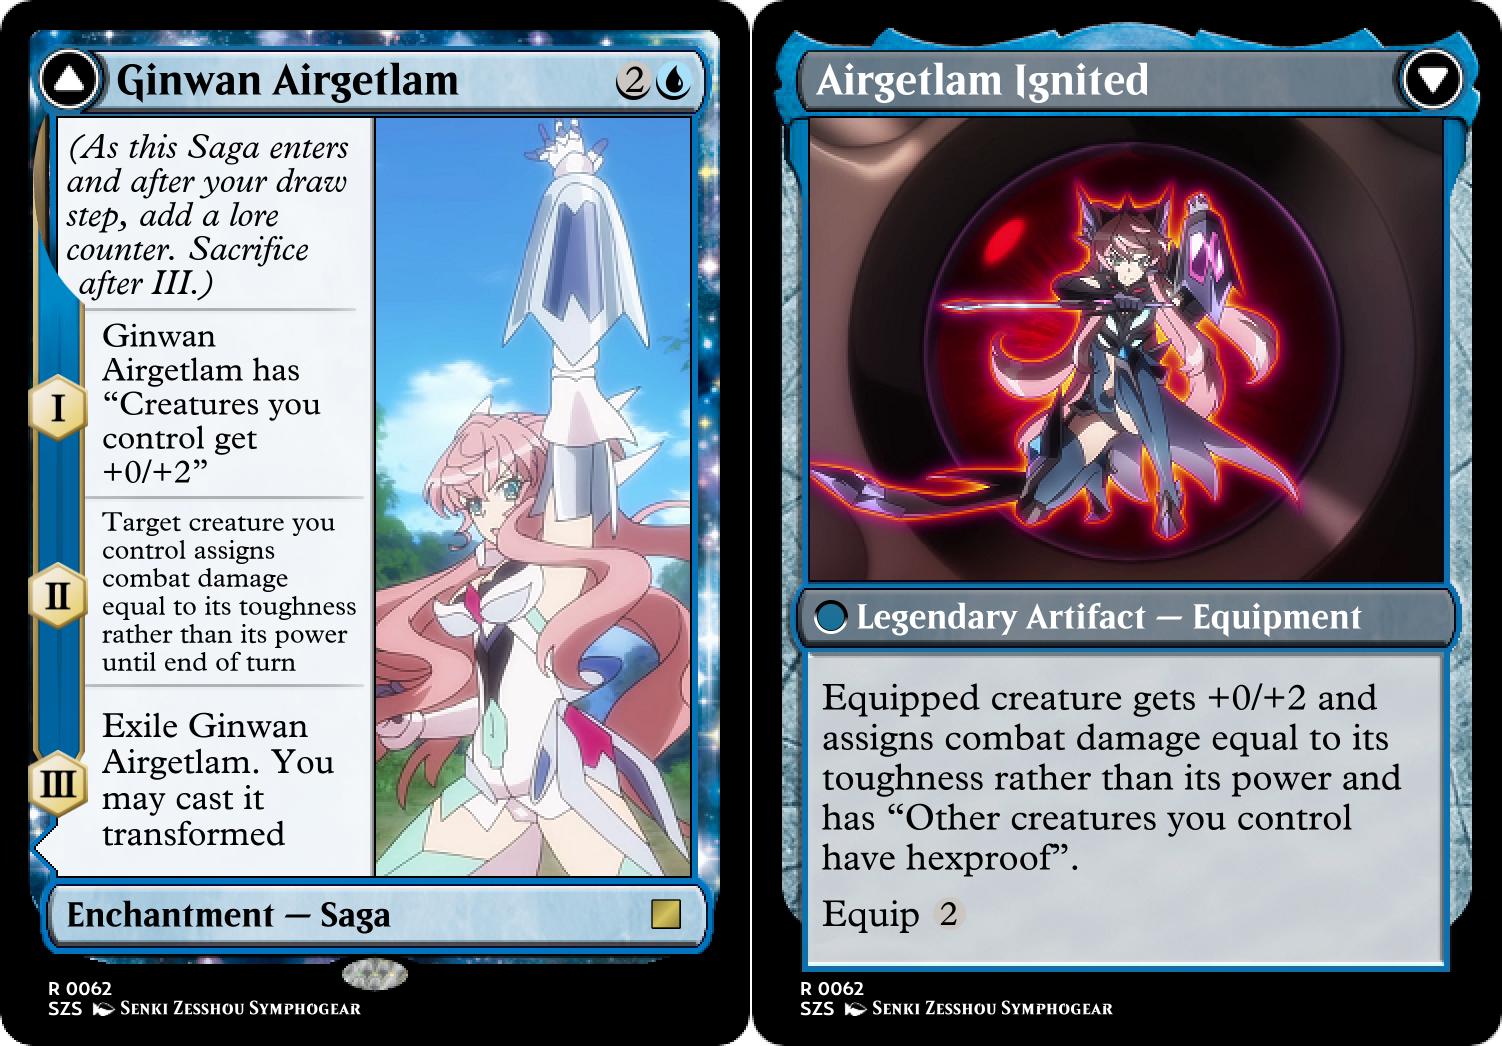 Ginwan Airgetlam 2
(As this Saga enters
and after your draw
step, add a lore
counter. Sacrifice
after III.)
I
Ginwan
Airgetlam has
“Creatures you
control get
+0/+2”
II
Target creature you
control assigns
combat damage
equal to its toughness
rather than its power
until end of turn
III
Exile Ginwan
Airgetlam. You
may cast it
transformed
Enchantment — Saga
R 0062
SZS Senki Zesshou Symphogear
Airgetlam Ignited
Legendary Artifact — Equipment
Equipped creature gets +0/+2 and
assigns combat damage equal to its
toughness rather than its power and
has “Other creatures you control
have hexproof”.
Equip 2
R 0062
SZS Senki Zesshou Symphogear